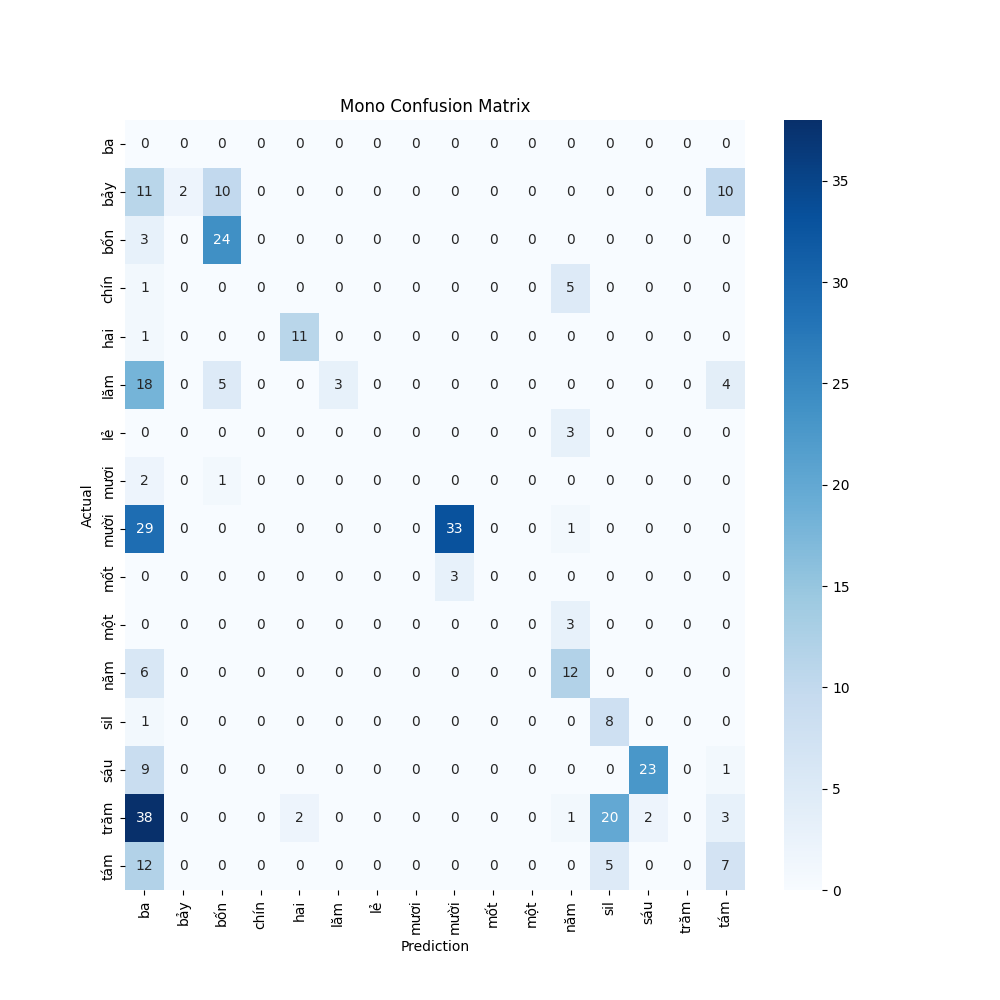 Mono Confusion Matrix
ba 0 0 0 0 0 0 0 0 0 0 0 0 0 0 0 0
bảy 11 2 10 0 0 0 0 0 0 0 0 0 0 0 0 10
bốn 3 0 24 0 0 0 0 0 0 0 0 0 0 0 0 0
chín 1 0 0 0 0 0 0 0 0 0 0 5 0 0 0 0
hai 1 0 0 0 11 0 0 0 0 0 0 0 0 0 0 0
lăm 18 0 5 0 0 3 0 0 0 0 0 0 0 0 0 4
lẻ 0 0 0 0 0 0 0 0 0 0 0 3 0 0 0 0
mươi 2 0 1 0 0 0 0 0 0 0 0 0 0 0 0 0
mười 29 0 0 0 0 0 0 0 33 0 0 1 0 0 0 0
mốt 0 0 0 0 0 0 0 0 3 0 0 0 0 0 0 0
một 0 0 0 0 0 0 0 0 0 0 0 3 0 0 0 0
năm 6 0 0 0 0 0 0 0 0 0 0 12 0 0 0 0
sil 1 0 0 0 0 0 0 0 0 0 0 0 8 0 0 0
sáu 9 0 0 0 0 0 0 0 0 0 0 0 0 23 0 1
trăm 38 0 0 0 2 0 0 0 0 0 0 1 20 2 0 3
tám 12 0 0 0 0 0 0 0 0 0 0 0 5 0 0 7
ba bảy bốn chín hai lăm lẻ mươi mười mốt một năm sil sáu trăm tám
Prediction
Actual
35
30
25
20
15
10
5
0